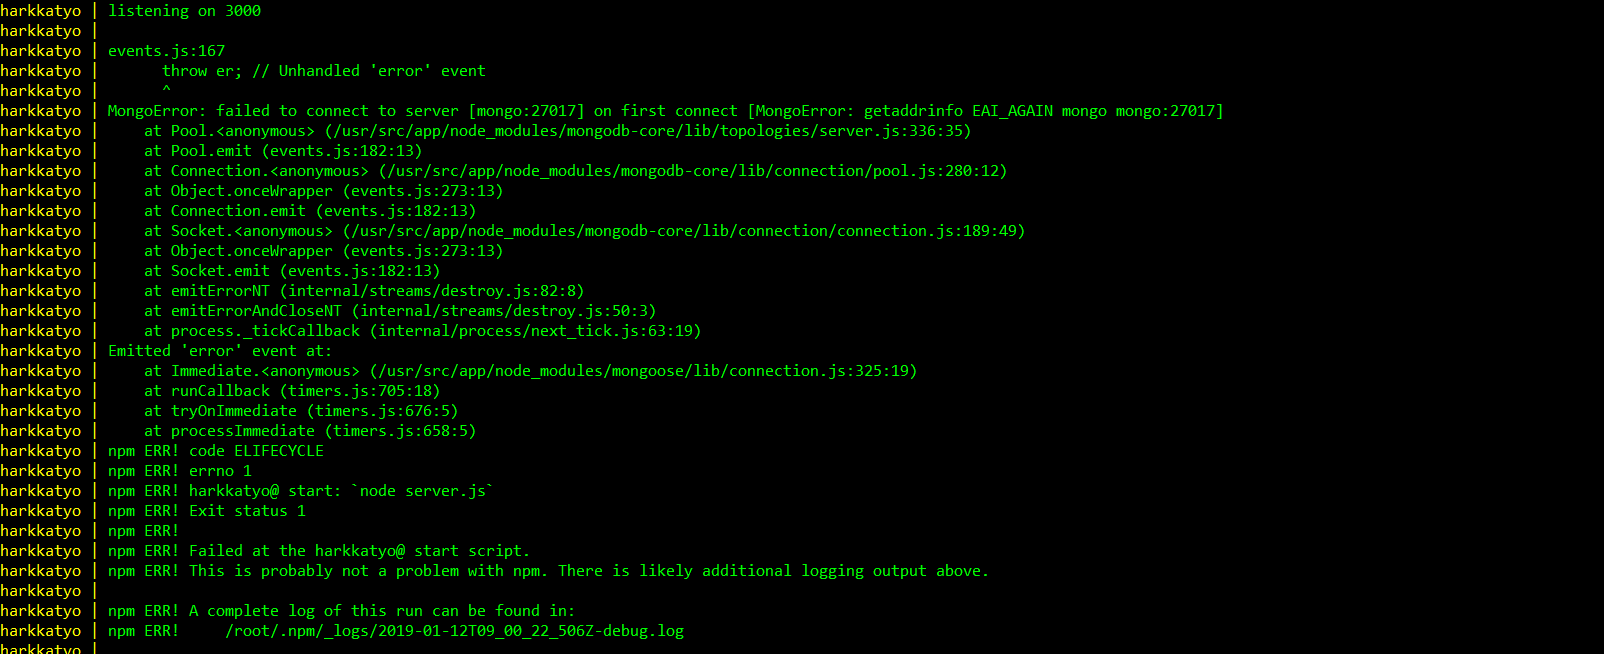 harkkatyo | listening on 3000
harkkatyo |
harkkatyo | events.js:167
harkkatyo |       throw er; // Unhandled 'error' event
harkkatyo |       ^
harkkatyo | MongoError: failed to connect to server [mongo:27017] on first connect [MongoError: getaddrinfo EAI_AGAIN mongo mongo:27017]
harkkatyo |     at Pool.<anonymous> (/usr/src/app/node_modules/mongodb-core/lib/topologies/server.js:336:35)
harkkatyo |     at Pool.emit (events.js:182:13)
harkkatyo |     at Connection.<anonymous> (/usr/src/app/node_modules/mongodb-core/lib/connection/pool.js:280:12)
harkkatyo |     at Object.onceWrapper (events.js:273:13)
harkkatyo |     at Connection.emit (events.js:182:13)
harkkatyo |     at Socket.<anonymous> (/usr/src/app/node_modules/mongodb-core/lib/connection/connection.js:189:49)
harkkatyo |     at Object.onceWrapper (events.js:273:13)
harkkatyo |     at Socket.emit (events.js:182:13)
harkkatyo |     at emitErrorNT (internal/streams/destroy.js:82:8)
harkkatyo |     at emitErrorAndCloseNT (internal/streams/destroy.js:50:3)
harkkatyo |     at process._tickCallback (internal/process/next_tick.js:63:19)
harkkatyo | Emitted 'error' event at:
harkkatyo |     at Immediate.<anonymous> (/usr/src/app/node_modules/mongoose/lib/connection.js:325:19)
harkkatyo |     at runCallback (timers.js:705:18)
harkkatyo |     at tryOnImmediate (timers.js:676:5)
harkkatyo |     at processImmediate (timers.js:658:5)
harkkatyo | npm ERR! code ELIFECYCLE
harkkatyo | npm ERR! errno 1
harkkatyo | npm ERR! harkkatyo@ start: `node server.js`
harkkatyo | npm ERR! Exit status 1
harkkatyo | npm ERR!
harkkatyo | npm ERR! Failed at the harkkatyo@ start script.
harkkatyo | npm ERR! This is probably not a problem with npm. There is likely additional logging output above.
harkkatyo |
harkkatyo | npm ERR! A complete log of this run can be found in:
harkkatyo | npm ERR!     /root/.npm/_logs/2019-01-12T09_00_22_506Z-debug.log
harkkatyo |